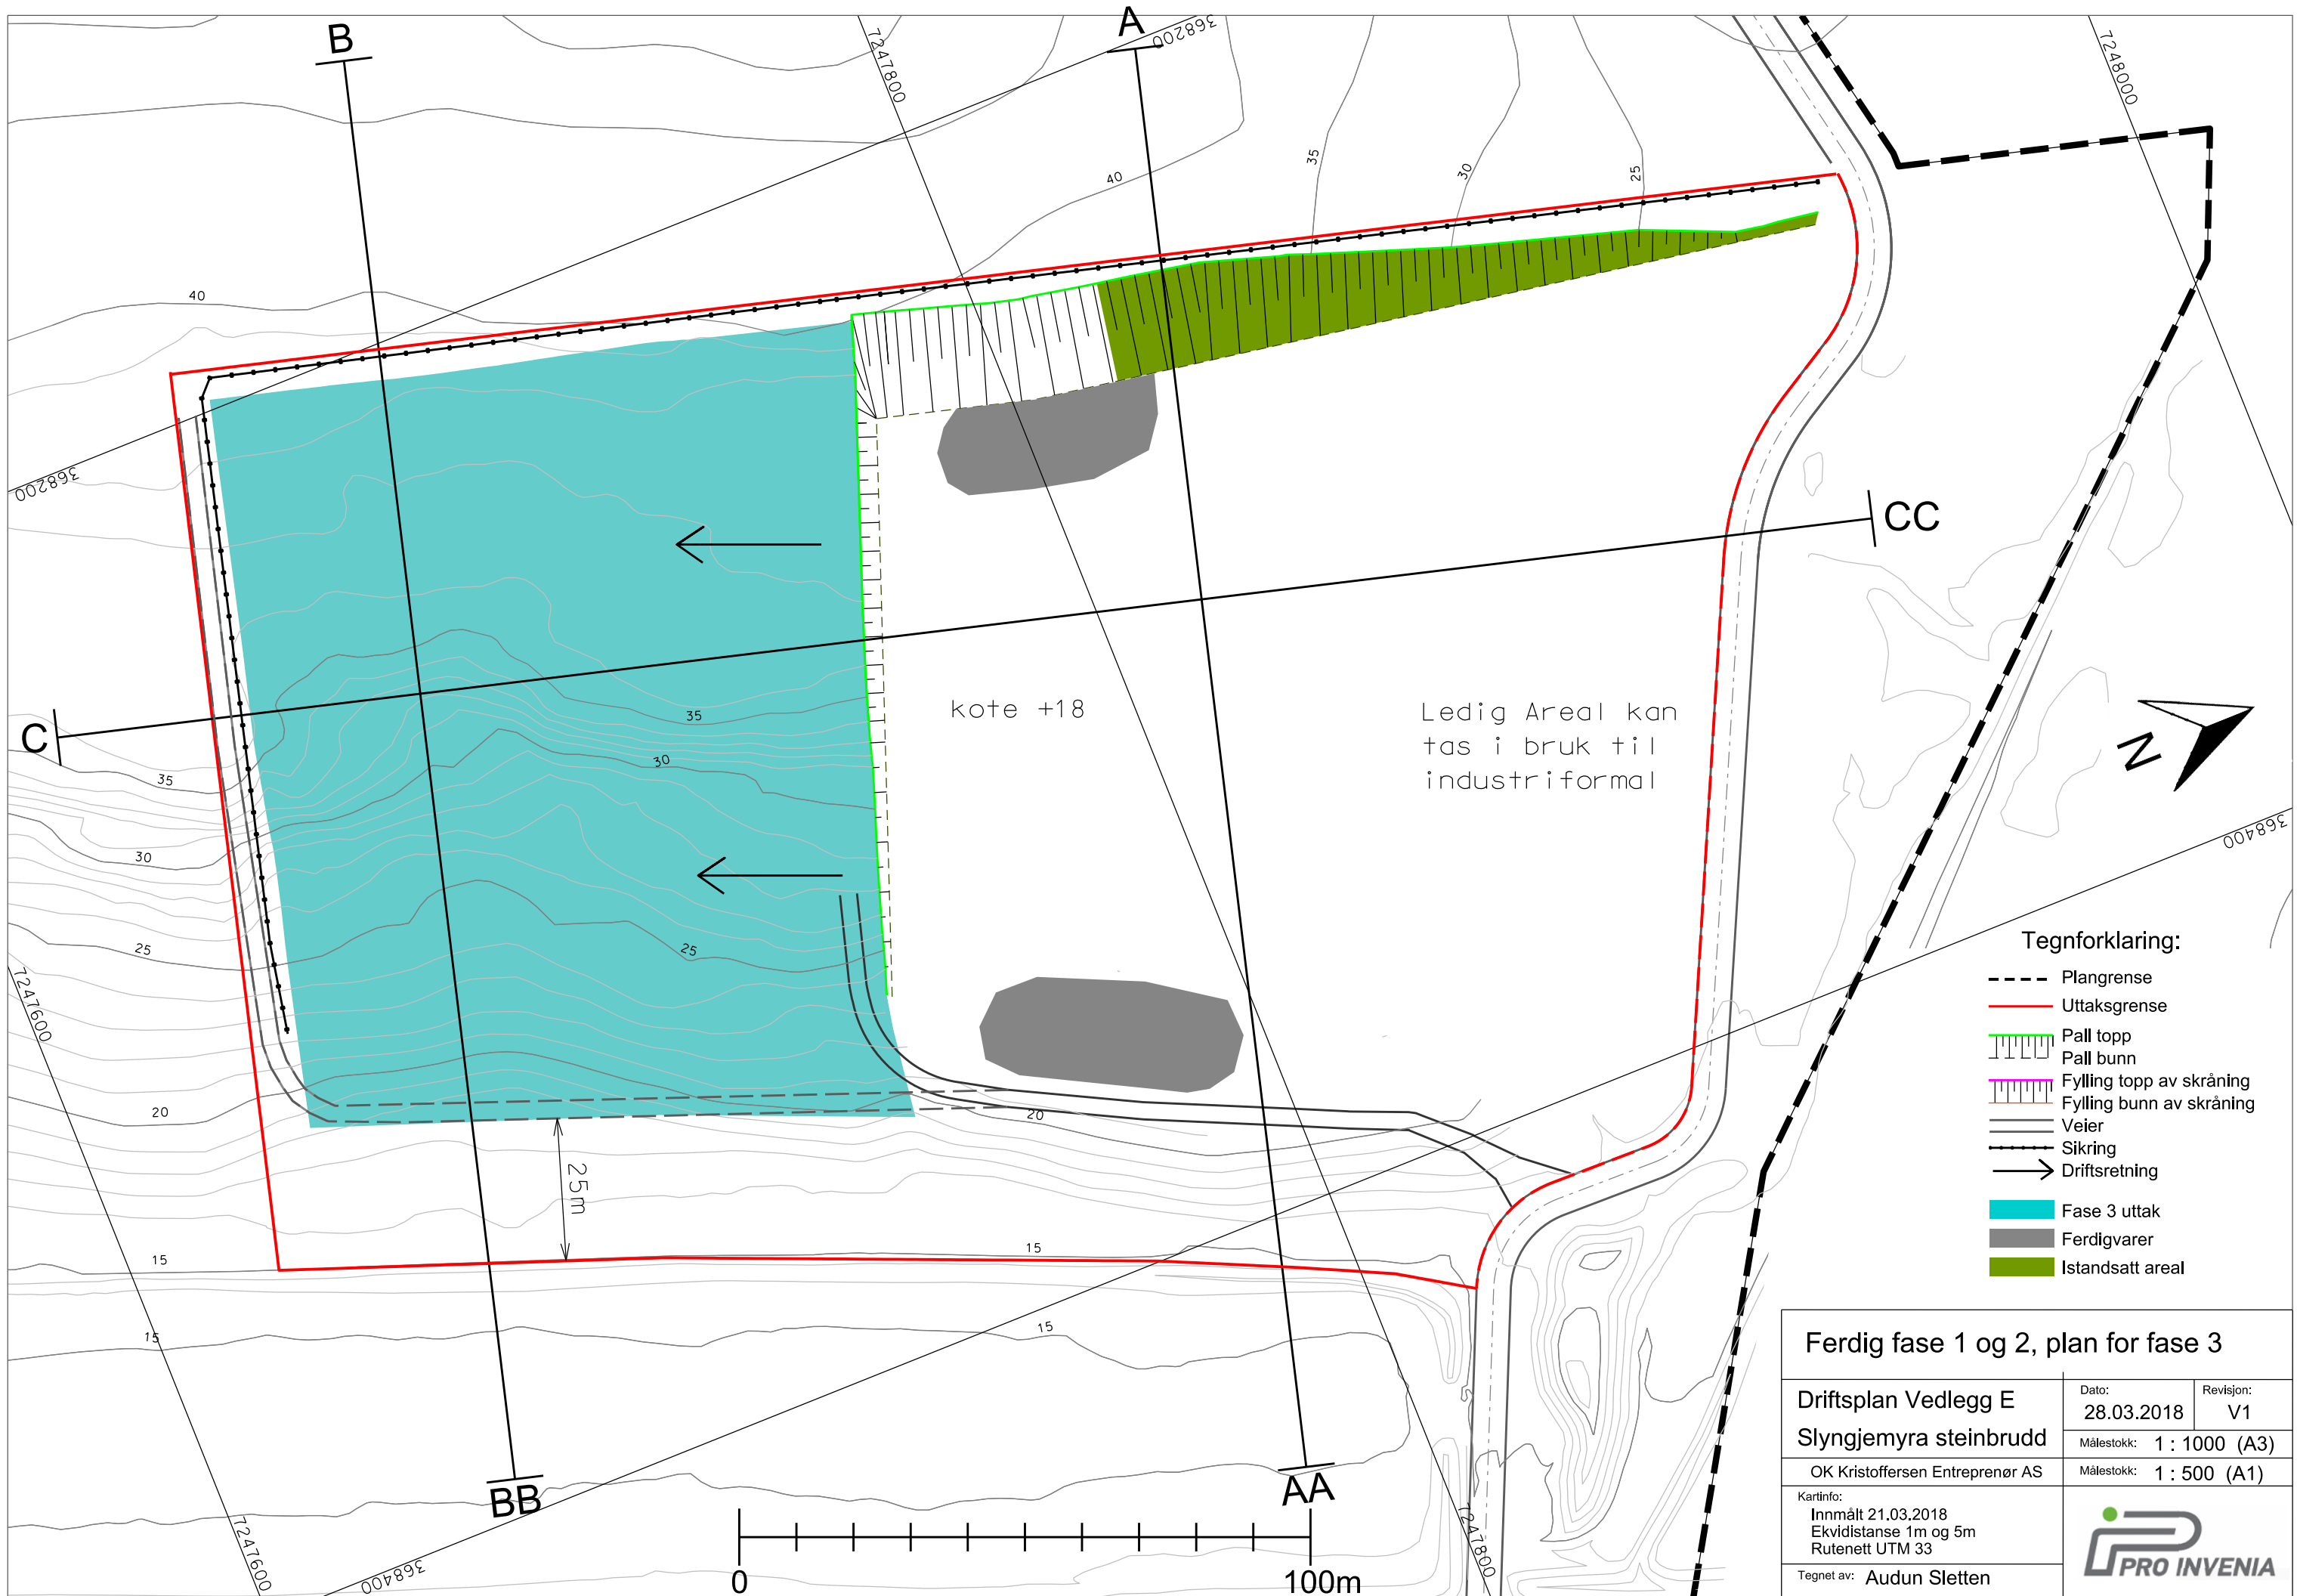 B
A
368200
7247800
7248000
35
30
25
40
40
368200
CC
C
kote +18
Ledig Areal kan
tas i bruk til
industriformål
N
35
30
35
30
25
25
368400
7247600
20
20
25m
15
15
15
15
BB
AA
7247600
368400
7247800
0
100m
Tegnforklaring:
Plangrense
Uttaksgrense
Pall topp
Pall bunn
Fylling topp av skråning
Fylling bunn av skråning
Veier
Sikring
Driftsretning
Fase 3 uttak
Ferdigvarer
Istandsatt areal
Ferdig fase 1 og 2, plan for fase 3
Driftsplan Vedlegg E
Slyngjemyra steinbrudd
Dato:
28.03.2018
Revisjon:
V1
Målestokk: 1 : 1000 (A3)
OK Kristoffersen Entreprenør AS
Målestokk: 1 : 500 (A1)
Kartinfo:
Innmålt 21.03.2018
Ekvidistanse 1m og 5m
Rutenett UTM 33
Tegnet av: Audun Sletten
PRO INVENIA